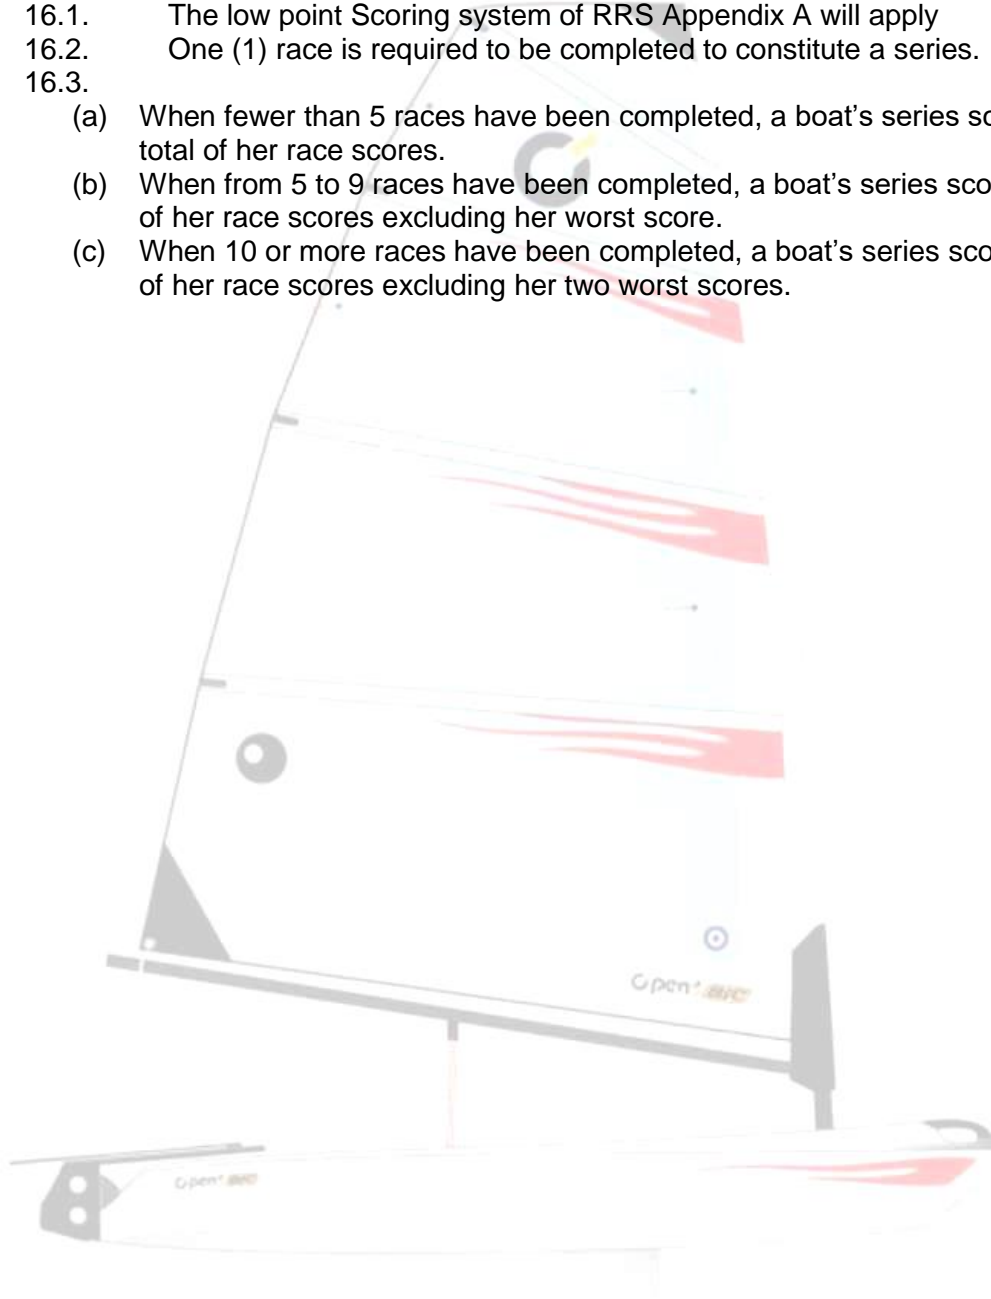 16.1. The low point Scoring system of RRS Appendix A will apply
16.2. One (1) race is required to be completed to constitute a series.
16.3.
(a) When fewer than 5 races have been completed, a boat's series
total of her race scores.
(b) When from 5 to 9 races have been completed, a boat's series
of her race scores excluding her worst score.
(c) When 10 or more races have been completed, a boat's series
of her race scores excluding her two worst scores.
Open BIC
Open BIC